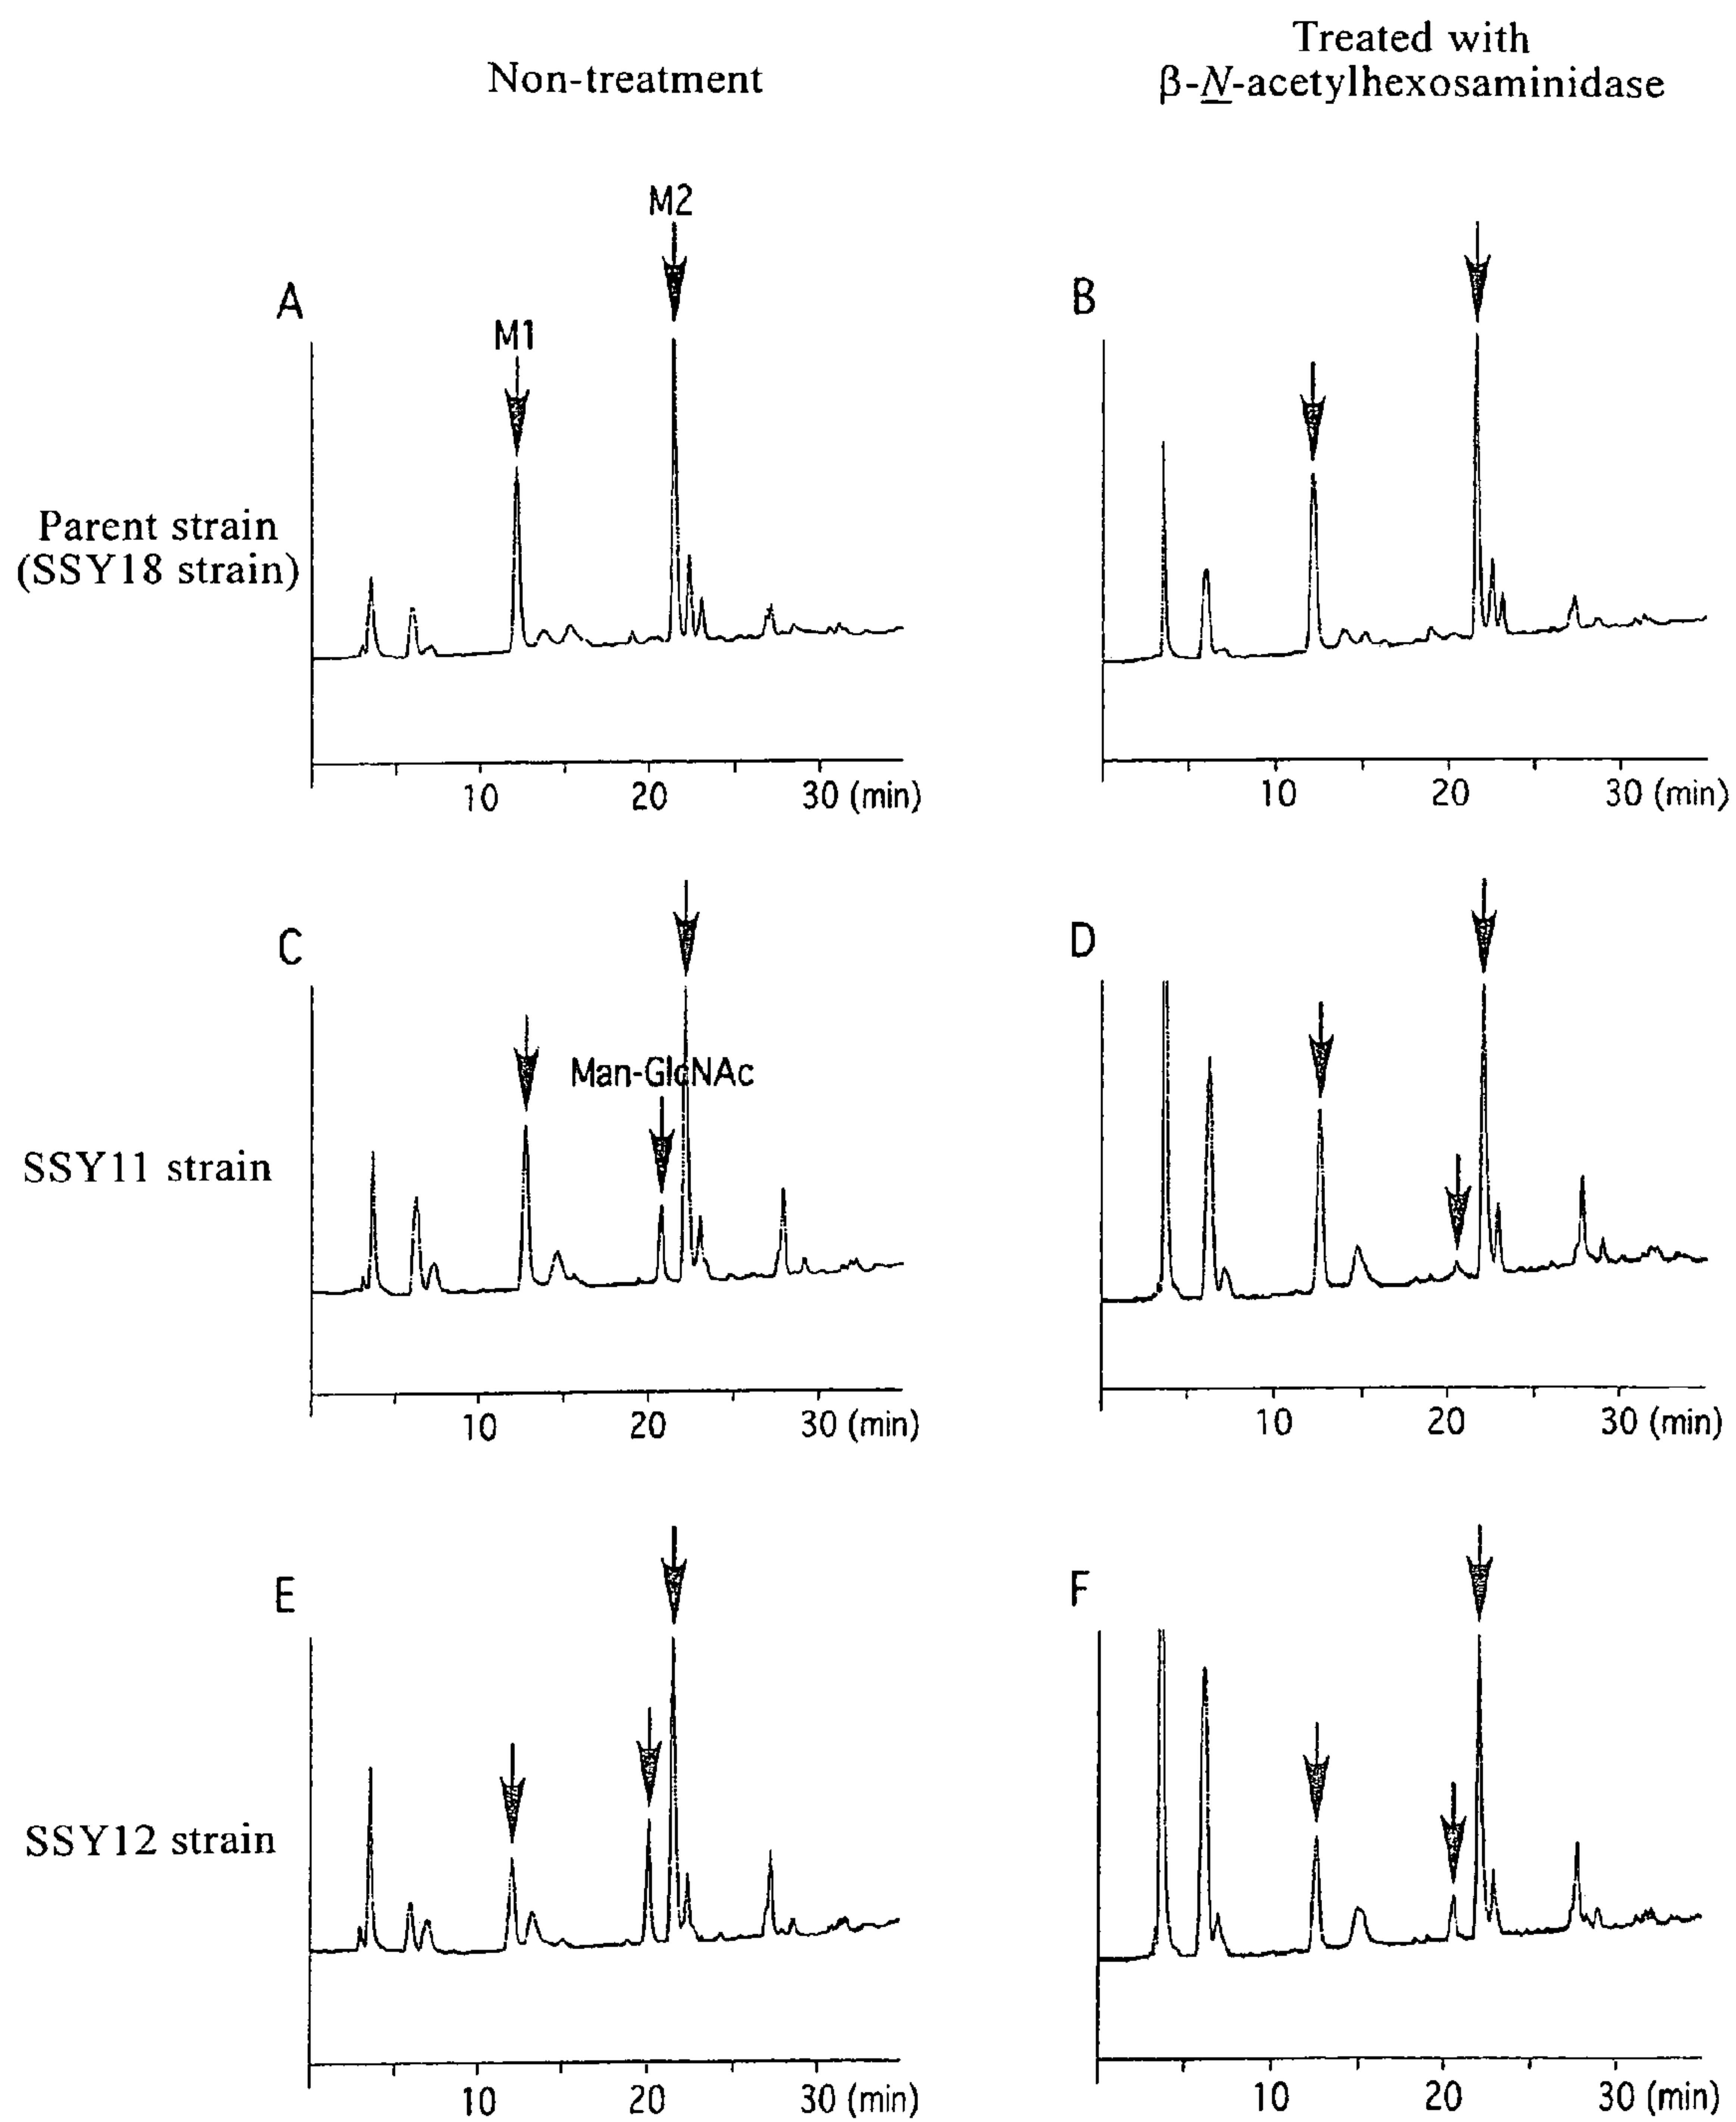 Non-treatment
Treated with
β-N-acetylhexosaminidase
Parent strain
(SSY18 strain)
A
M1
M2
10 20 30 (min)
B
10 20 30 (min)
SSY11 strain
C
Man-GlcNAc
10 20 30 (min)
D
10 20 30 (min)
SSY12 strain
E
10 20 30 (min)
F
10 20 30 (min)